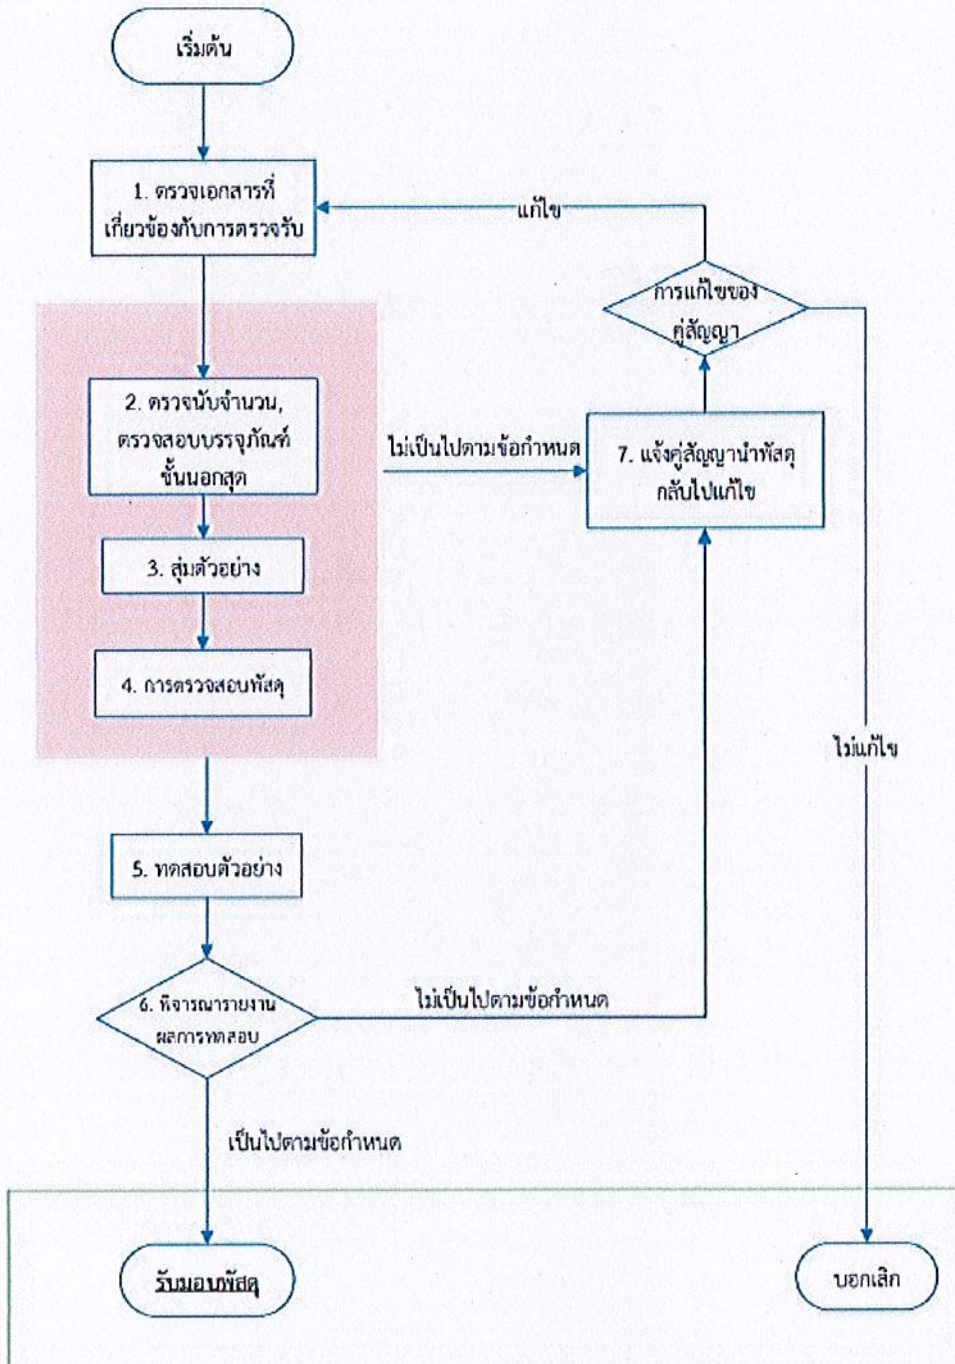 เริ่มต้น
1. ตรวจเอกสารที่
เกี่ยวข้องกับการตรวจรับ
แก้ไข
การแก้ไขของ
คู่สัญญา
2. ตรวจนับจำนวน,
ตรวจสอบบรรจุภัณฑ์
ชั้นนอกสุด
ไม่เป็นไปตามข้อกำหนด
7. แจ้งคู่สัญญานำพัสดุ
กลับไปแก้ไข
3. สุ่มตัวอย่าง
4. การตรวจสอบพัสดุ
ไม่แก้ไข
5. ทดสอบตัวอย่าง
6. พิจารณารายงาน
ผลการทดสอบ
ไม่เป็นไปตามข้อกำหนด
เป็นไปตามข้อกำหนด
รับมอบพัสดุ
บอกเลิก